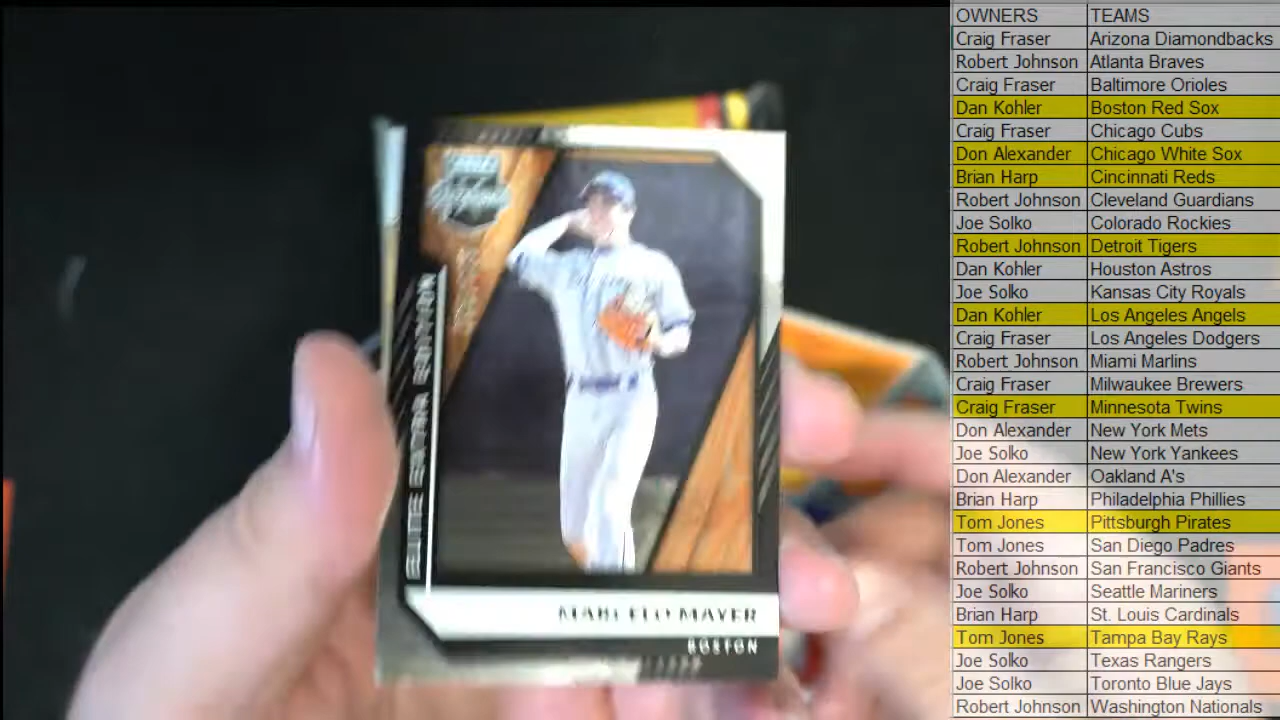 ELITE EXTRA EDITION
MARCELO MAYER
BOSTON
OWNERS TEAMS
Craig Fraser Arizona Diamondbacks
Robert Johnson Atlanta Braves
Craig Fraser Baltimore Orioles
Dan Kohler Boston Red Sox
Craig Fraser Chicago Cubs
Don Alexander Chicago White Sox
Brian Harp Cincinnati Reds
Robert Johnson Cleveland Guardians
Joe Solko Colorado Rockies
Robert Johnson Detroit Tigers
Dan Kohler Houston Astros
Joe Solko Kansas City Royals
Dan Kohler Los Angeles Angels
Craig Fraser Los Angeles Dodgers
Robert Johnson Miami Marlins
Craig Fraser Milwaukee Brewers
Craig Fraser Minnesota Twins
Don Alexander New York Mets
Joe Solko New York Yankees
Don Alexander Oakland A's
Brian Harp Philadelphia Phillies
Tom Jones Pittsburgh Pirates
Tom Jones San Diego Padres
Robert Johnson San Francisco Giants
Joe Solko Seattle Mariners
Brian Harp St. Louis Cardinals
Tom Jones Tampa Bay Rays
Joe Solko Texas Rangers
Joe Solko Toronto Blue Jays
Robert Johnson Washington Nationals